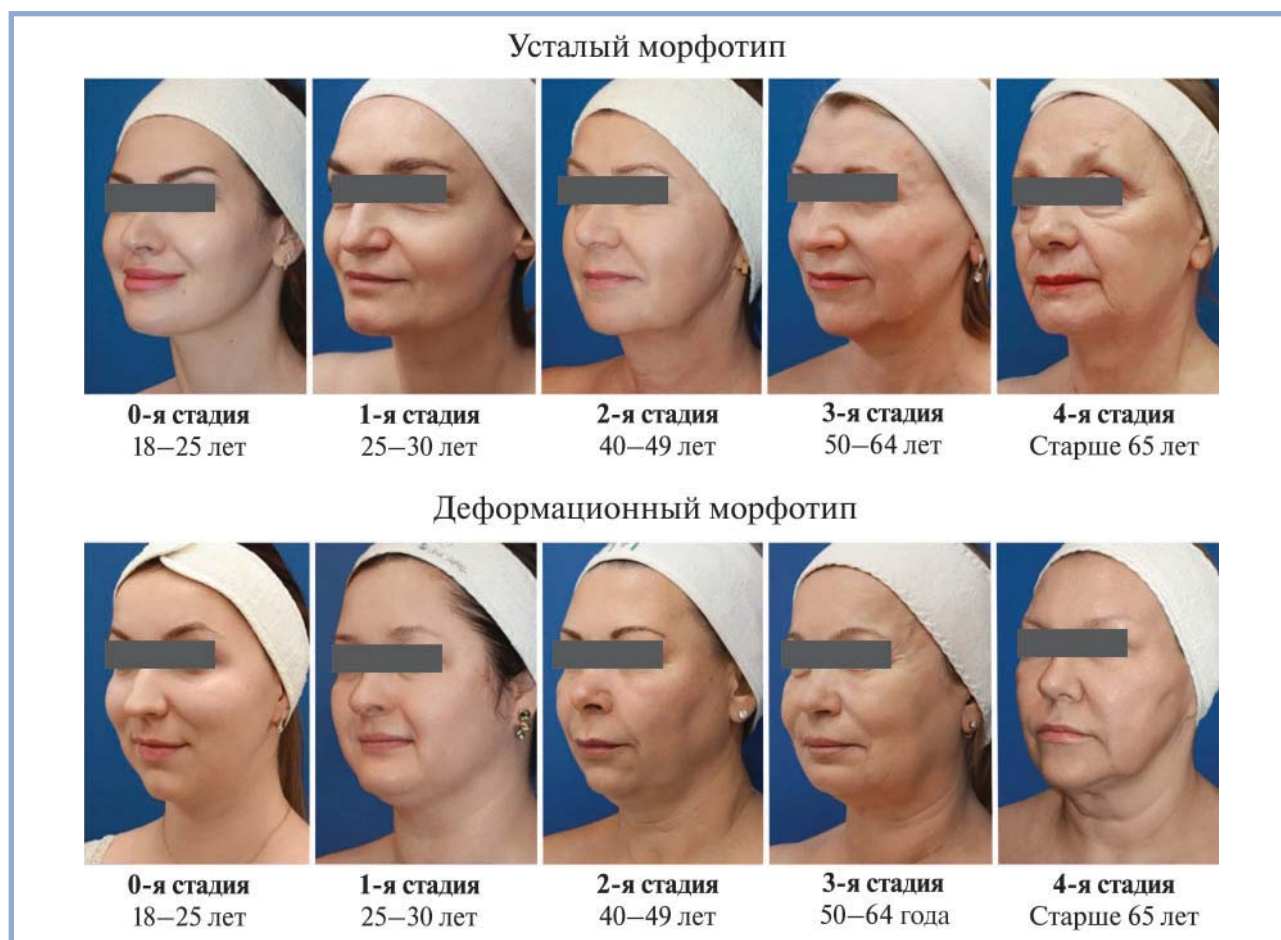 Усталый морфотип
0-я стадия 1-я стадия 2-я стадия 3-я стадия 4-я стадия
18–25 лет 25–30 лет 40–49 лет 50–64 лет Старше 65 лет
Деформационный морфотип
0-я стадия 1-я стадия 2-я стадия 3-я стадия 4-я стадия
18–25 лет 25–30 лет 40–49 лет 50–64 года Старше 65 лет